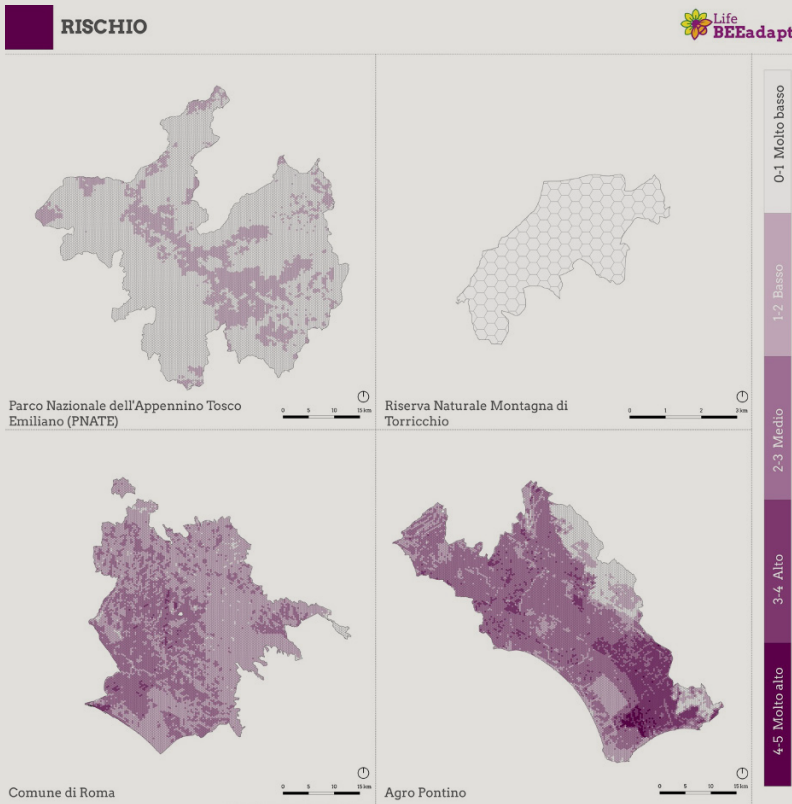 RISCHIO
Life
BEEadapt
Parco Nazionale dell'Appennino Tosco
Emiliano (PNATE)
0 5 10 15 km
Riserva Naturale Montagna di
Torricchio
0 1 2 3 km
Comune di Roma
0 5 10 15 km
Agro Pontino
0 5 10 15 km
0-1 Molto basso
1-2 Basso
2-3 Medio
3-4 Alto
4-5 Molto alto